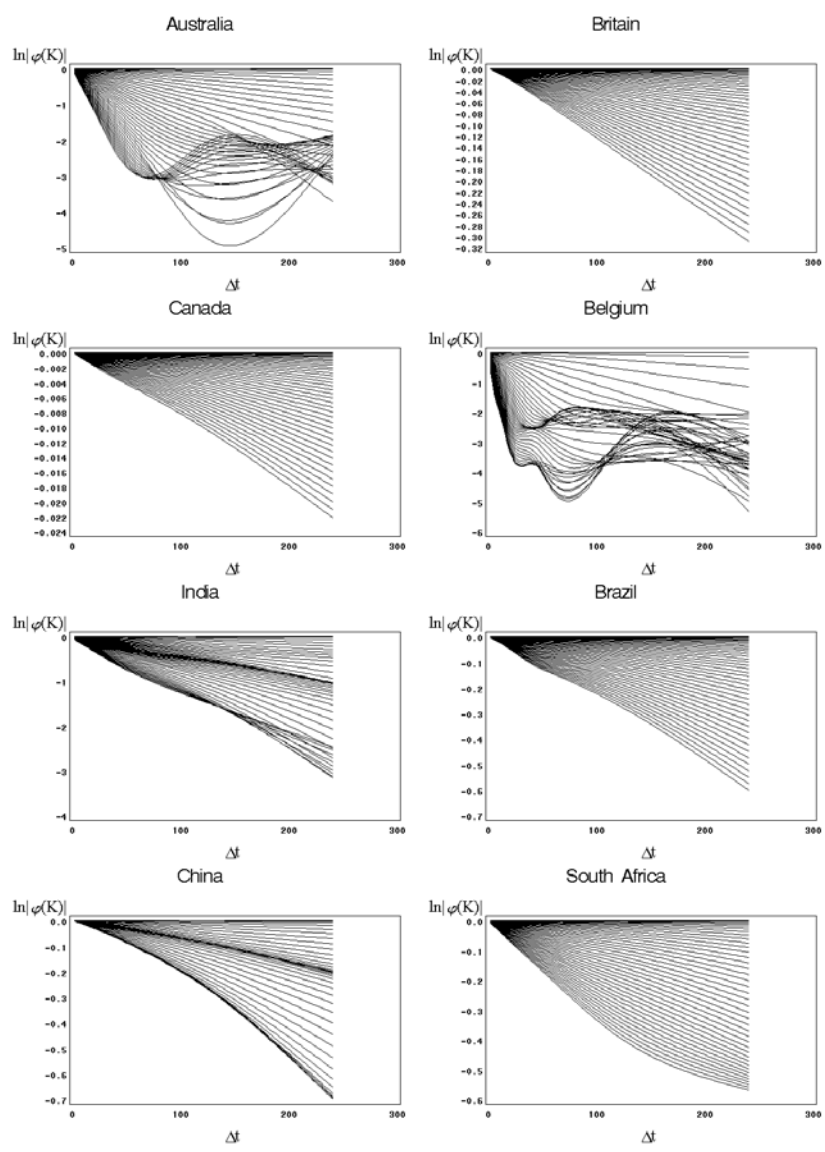 Australia
ln|φ(K)|
0
-1
-2
-3
-4
-5
0 100 200 300
Δt
Britain
ln|φ(K)|
0.00
-0.02
-0.04
-0.06
-0.08
-0.10
-0.12
-0.14
-0.16
-0.18
-0.20
-0.22
-0.24
-0.26
-0.28
-0.30
-0.32
0 100 200 300
Δt
Canada
ln|φ(K)|
0.000
-0.002
-0.004
-0.006
-0.008
-0.010
-0.012
-0.014
-0.016
-0.018
-0.020
-0.022
-0.024
0 100 200 300
Δt
Belgium
ln|φ(K)|
0
-1
-2
-3
-4
-5
-6
0 100 200 300
Δt
India
ln|φ(K)|
0
-1
-2
-3
-4
0 100 200 300
Δt
Brazil
ln|φ(K)|
0.0
-0.1
-0.2
-0.3
-0.4
-0.5
-0.6
-0.7
0 100 200 300
Δt
China
ln|φ(K)|
0.0
-0.1
-0.2
-0.3
-0.4
-0.5
-0.6
-0.7
0 100 200 300
Δt
South Africa
ln|φ(K)|
0.0
-0.1
-0.2
-0.3
-0.4
-0.5
-0.6
0 100 200 300
Δt